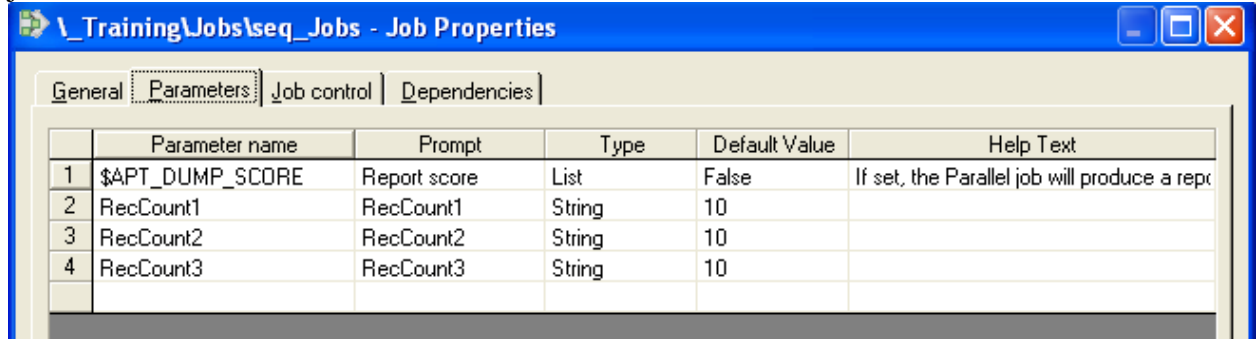 \_Training\Jobs\seq_Jobs - Job Properties
General Parameters Job control Dependencies
Parameter name Prompt Type Default Value Help Text
1 $APT_DUMP_SCORE Report score List False If set, the Parallel job will produce a repo
2 RecCount1 RecCount1 String 10
3 RecCount2 RecCount2 String 10
4 RecCount3 RecCount3 String 10